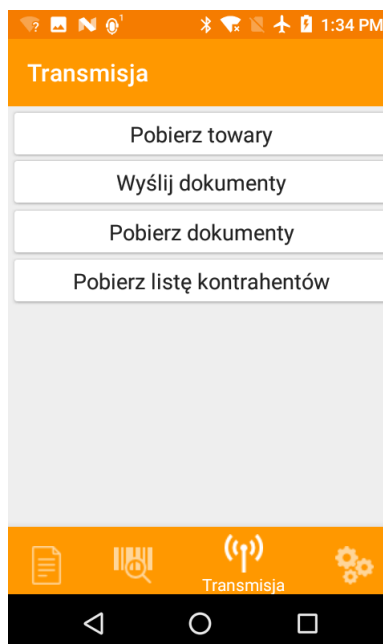 1:34 PM
Transmisja
Pobierz towary
Wyślij dokumenty
Pobierz dokumenty
Pobierz listę kontrahentów
Transmisja